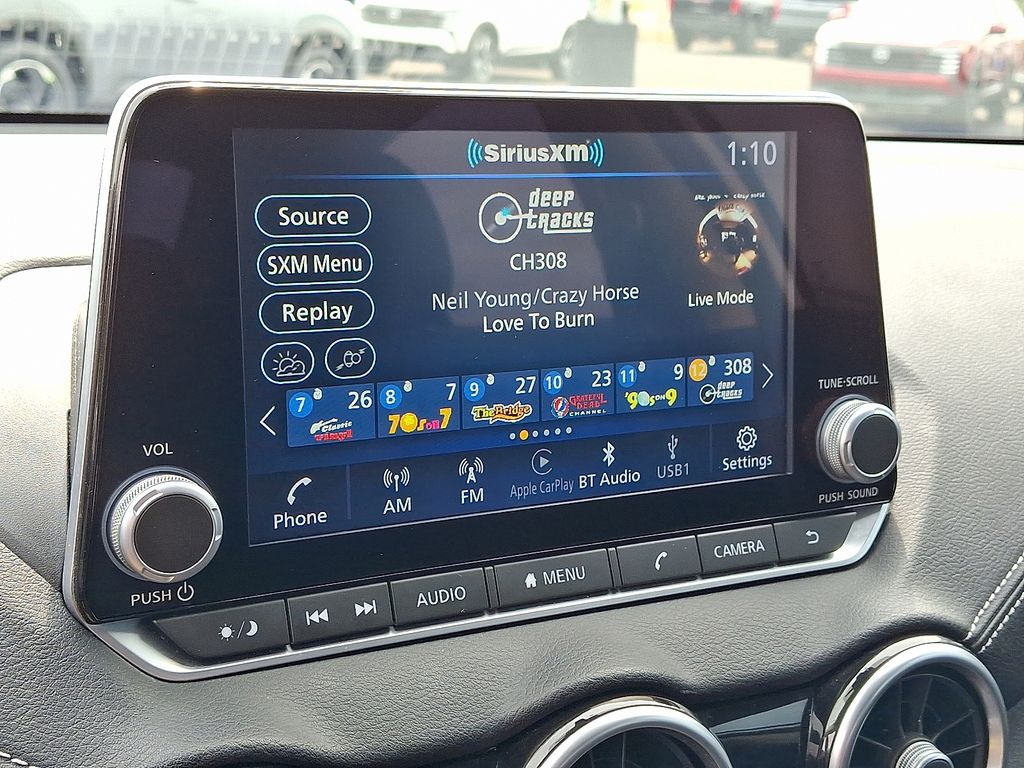 SiriusXM
1:10
Source
SXM Menu
Replay
deep
tracks
CH308
Neil Young/Crazy Horse
Love To Burn
Live Mode
7 26
Classic
Vinyl
8 7
70s on 7
9 27
The Bridge
10 23
GRATEFUL
DEAD
CHANNEL
11 9
'90s ON 9
12 308
deep
tracks
Phone
AM
FM
Apple CarPlay
BT Audio
USB1
Settings
VOL
PUSH
TUNE·SCROLL
PUSH SOUND
AUDIO
MENU
CAMERA